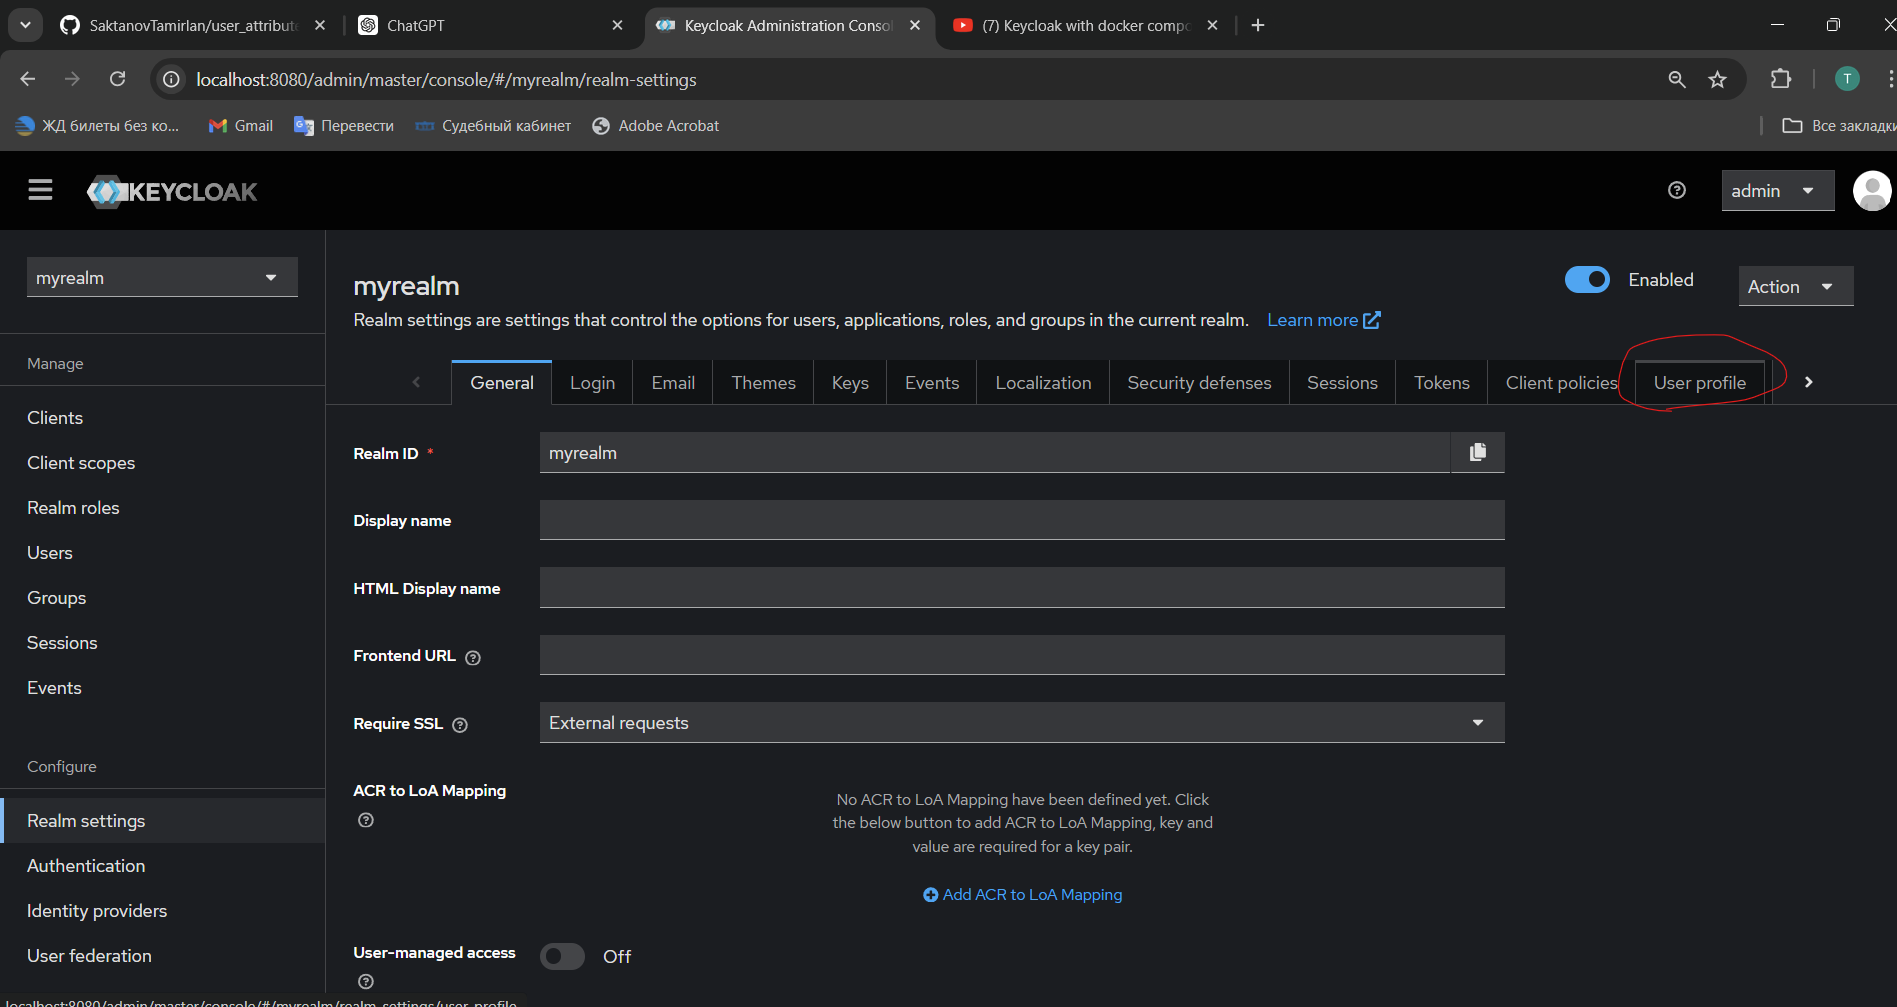 SaktanovTamirlan/user_attribute
ChatGPT
Keycloak Administration Consol
(7) Keycloak with docker compo
localhost:8080/admin/master/console/#/myrealm/realm-settings
T
ЖД билеты без ко...
Gmail
Перевести
Судебный кабинет
Adobe Acrobat
Все закладки
KEYCLOAK
admin
myrealm
Manage
Clients
Client scopes
Realm roles
Users
Groups
Sessions
Events
Configure
Realm settings
Authentication
Identity providers
User federation
myrealm
Enabled
Action
Realm settings are settings that control the options for users, applications, roles, and groups in the current realm. Learn more
General Login Email Themes Keys Events Localization Security defenses Sessions Tokens Client policies User profile
Realm ID *
myrealm
Display name
HTML Display name
Frontend URL
Require SSL
External requests
ACR to LoA Mapping
No ACR to LoA Mapping have been defined yet. Click
the below button to add ACR to LoA Mapping, key and
value are required for a key pair.
Add ACR to LoA Mapping
User-managed access
Off
localhost:8080/admin/master/console/#/myrealm/realm-settings/user-profile